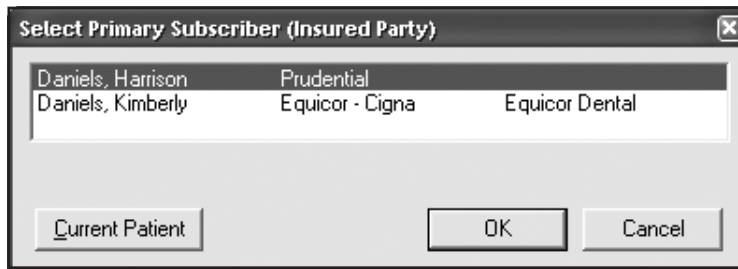 Select Primary Subscriber (Insured Party)
Daniels, Harrison Prudential
Daniels, Kimberly Equicor - Cigna Equicor Dental
Current Patient OK Cancel